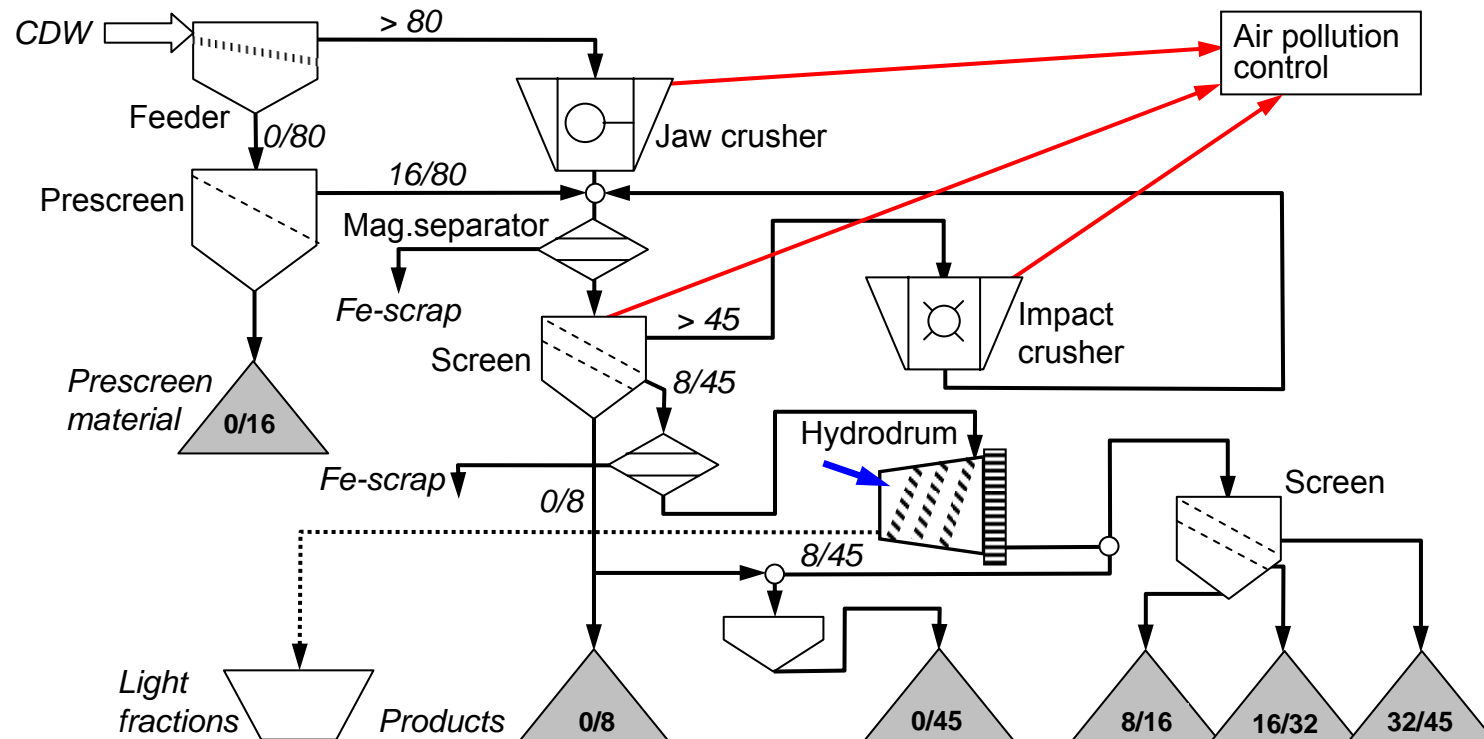 CDW
> 80
Air pollution
control
Feeder
0/80
Jaw crusher
Prescreen
16/80
Mag.separator
Fe-scrap
> 45
Impact
crusher
Screen
8/45
Prescreen
material
0/16
Hydrodrum
Fe-scrap
0/8
Screen
8/45
Light
fractions
Products
0/8
0/45
8/16
16/32
32/45